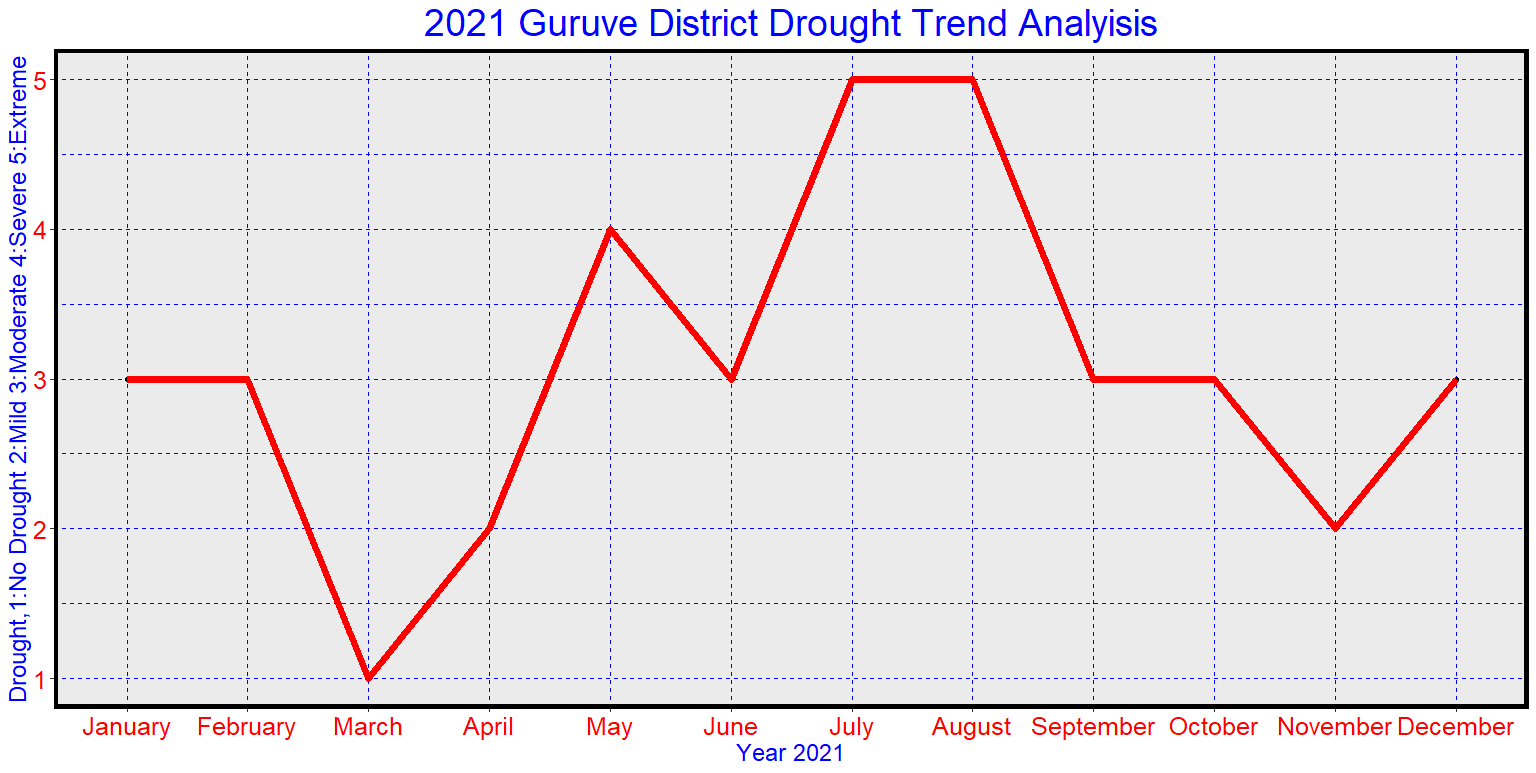 2021 Guruve District Drought Trend Analyisis
Drought,1:No Drought 2:Mild 3:Moderate 4:Severe 5:Extreme
5
4
3
2
1
January February March April May June July August September October November December
Year 2021